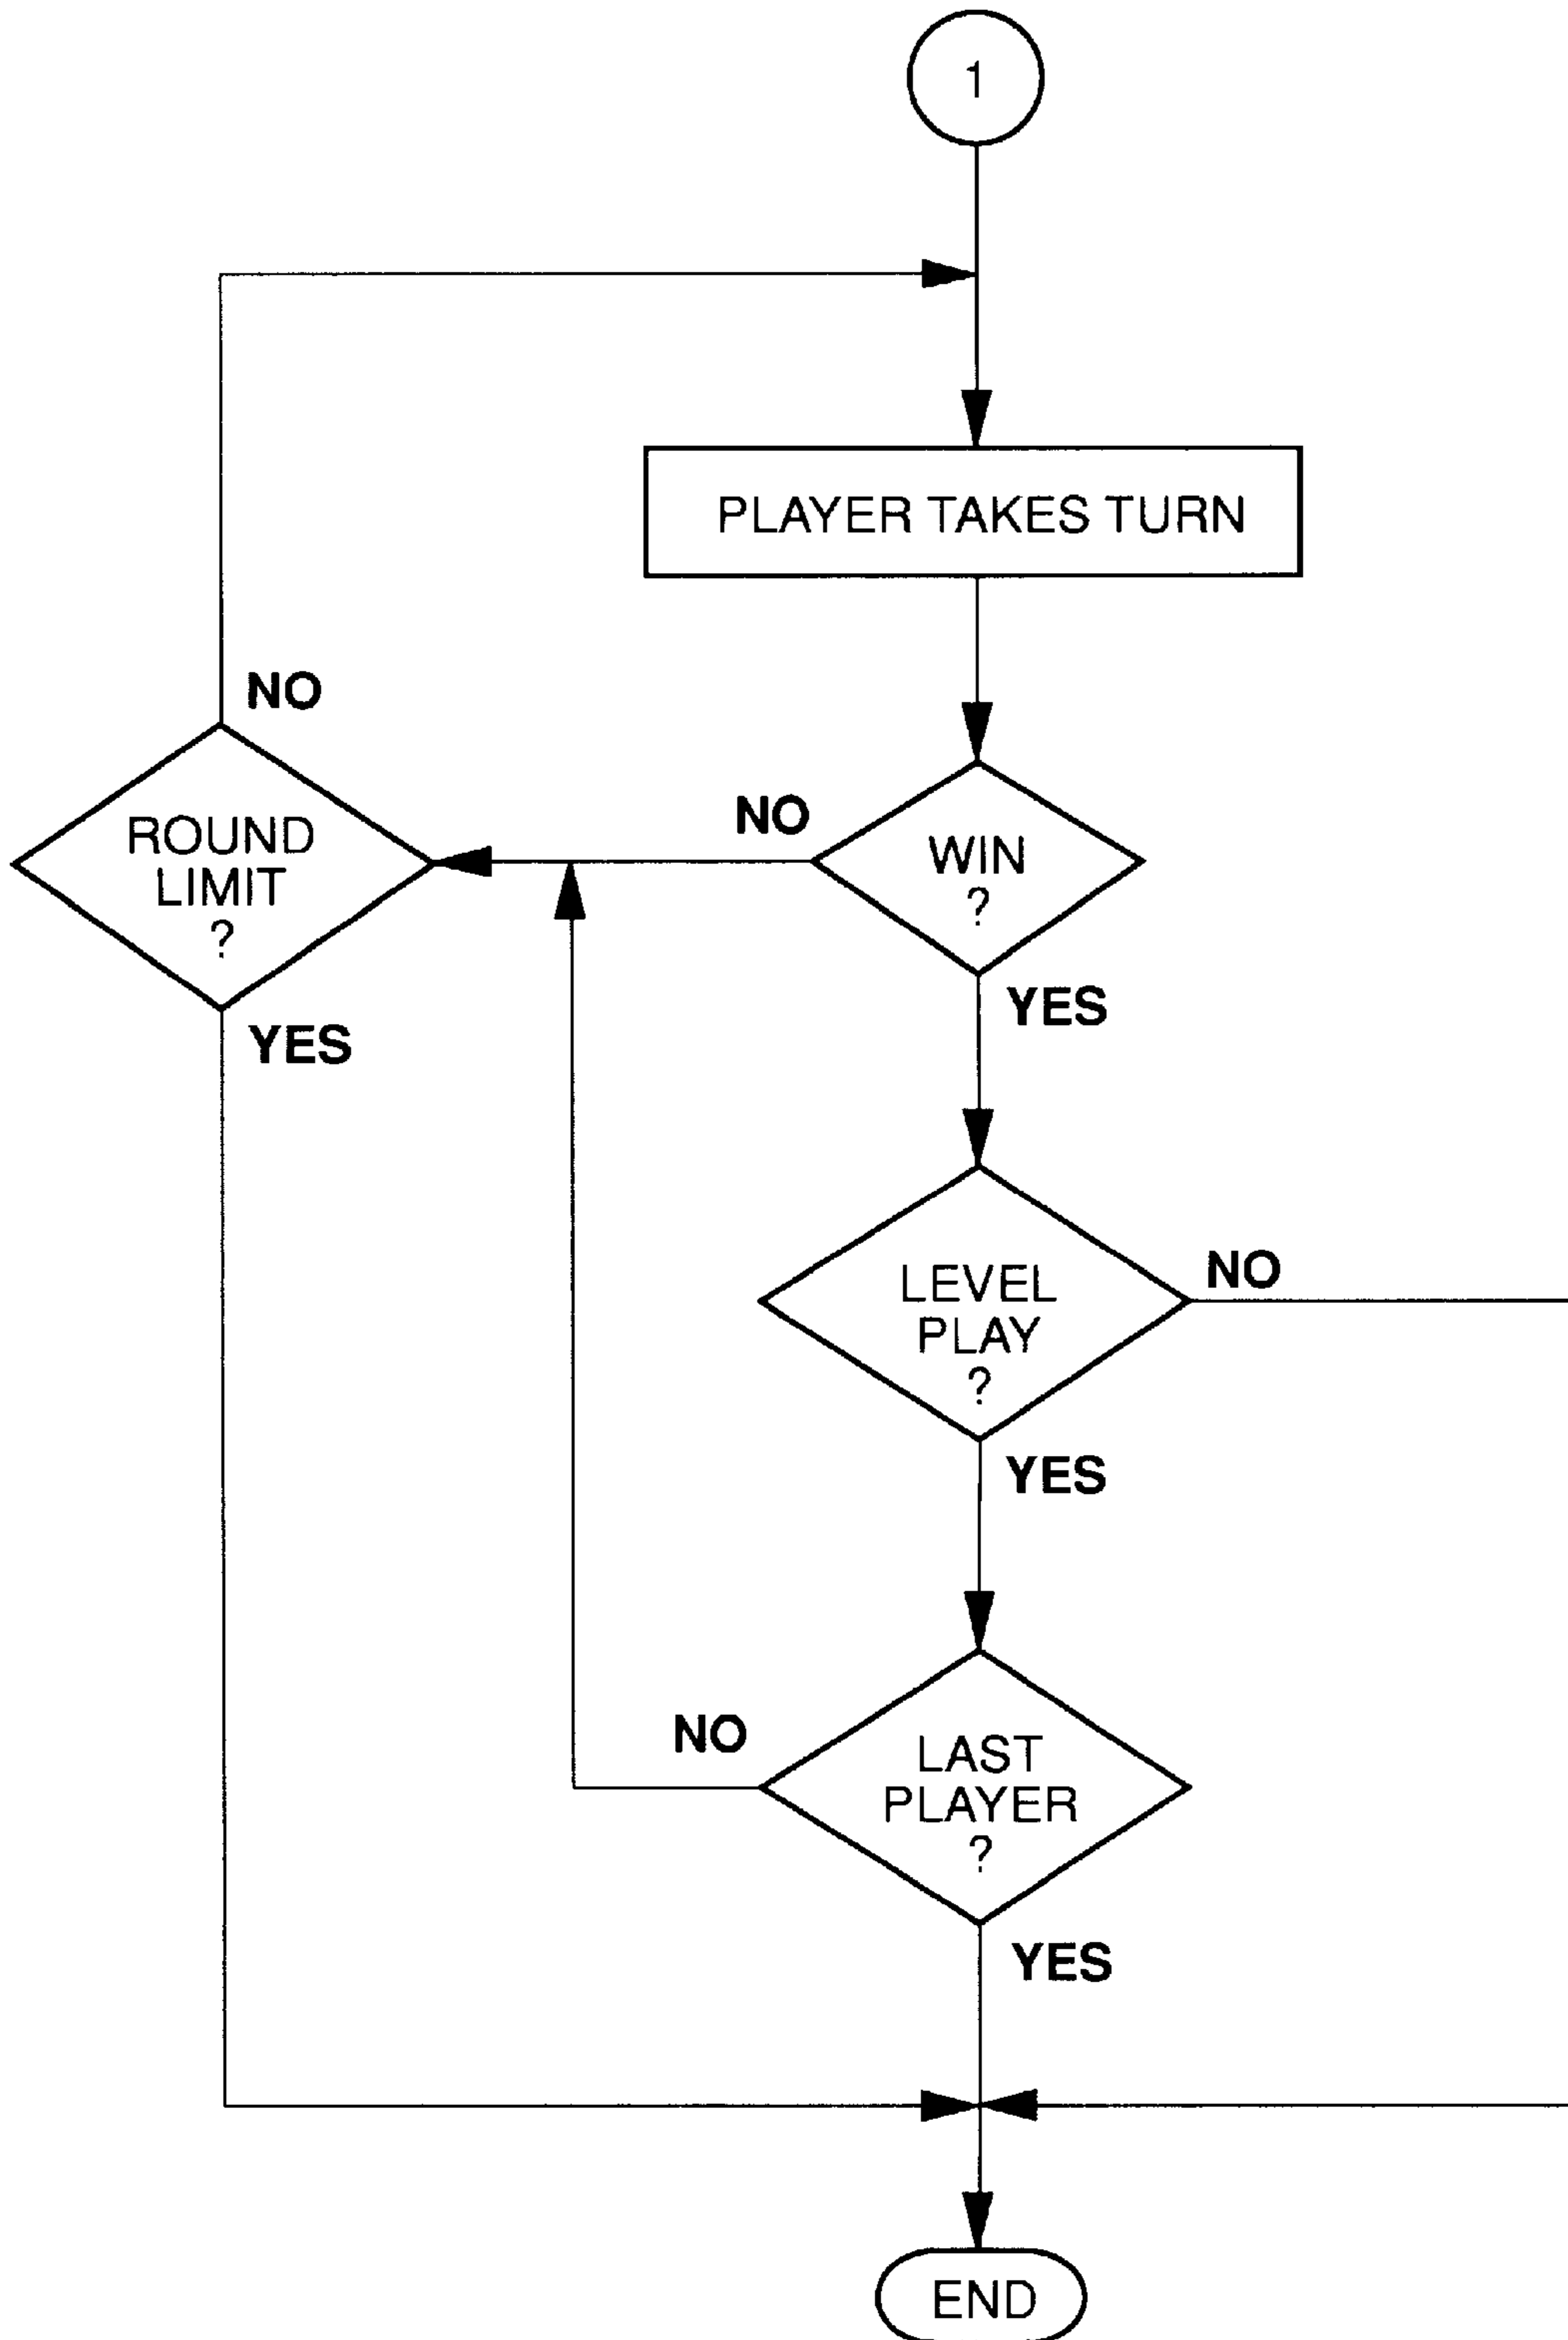 1
PLAYER TAKES TURN
NO
ROUND
LIMIT
?
YES
NO
WIN
?
YES
LEVEL
PLAY
?
NO
YES
NO
LAST
PLAYER
?
YES
END